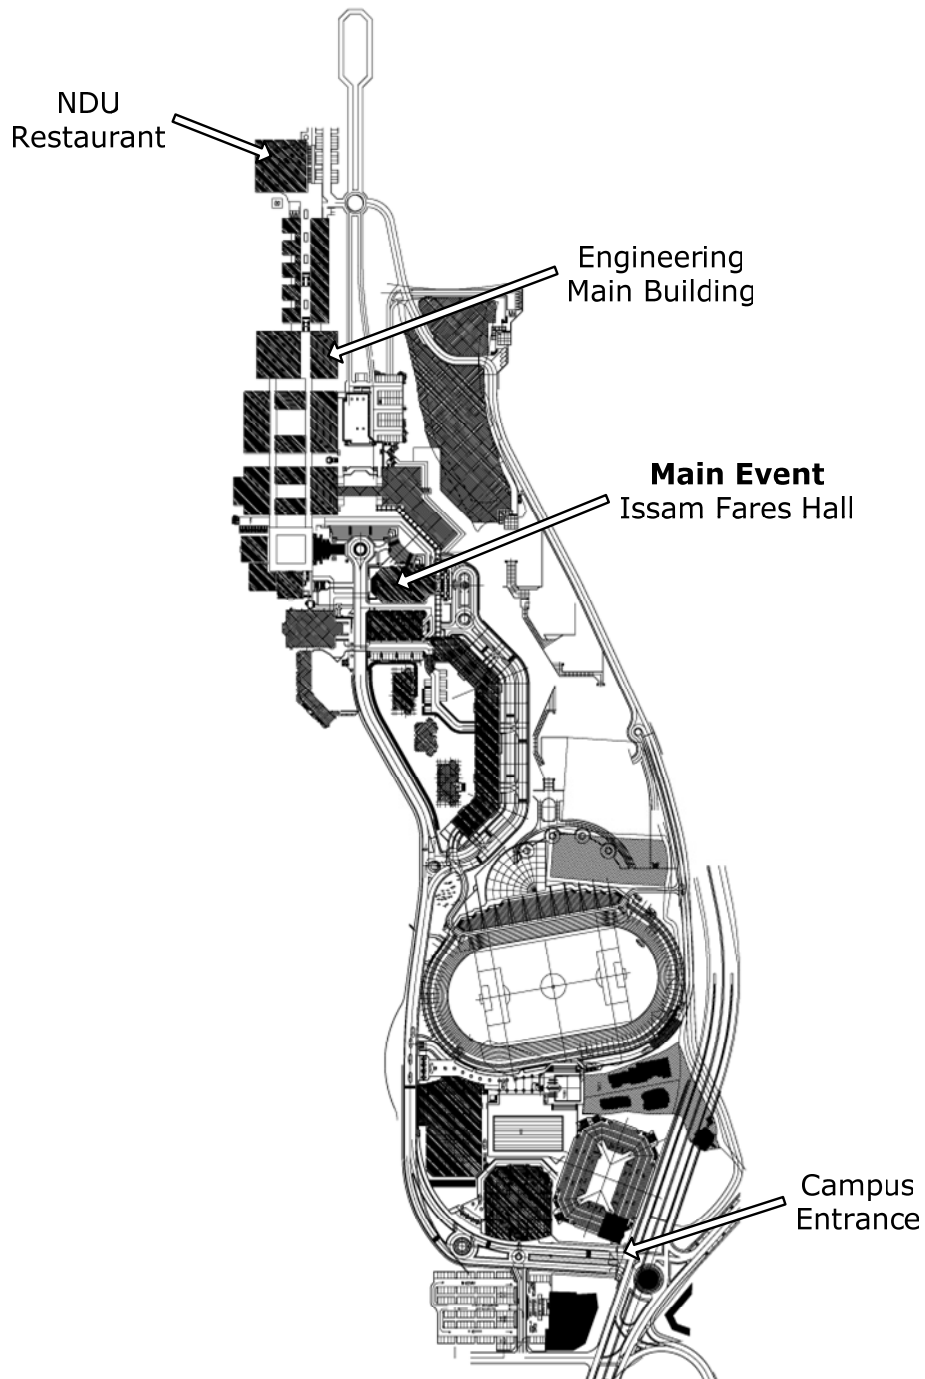 NDU
Restaurant
Engineering
Main Building
Main Event
Issam Fares Hall
Campus
Entrance